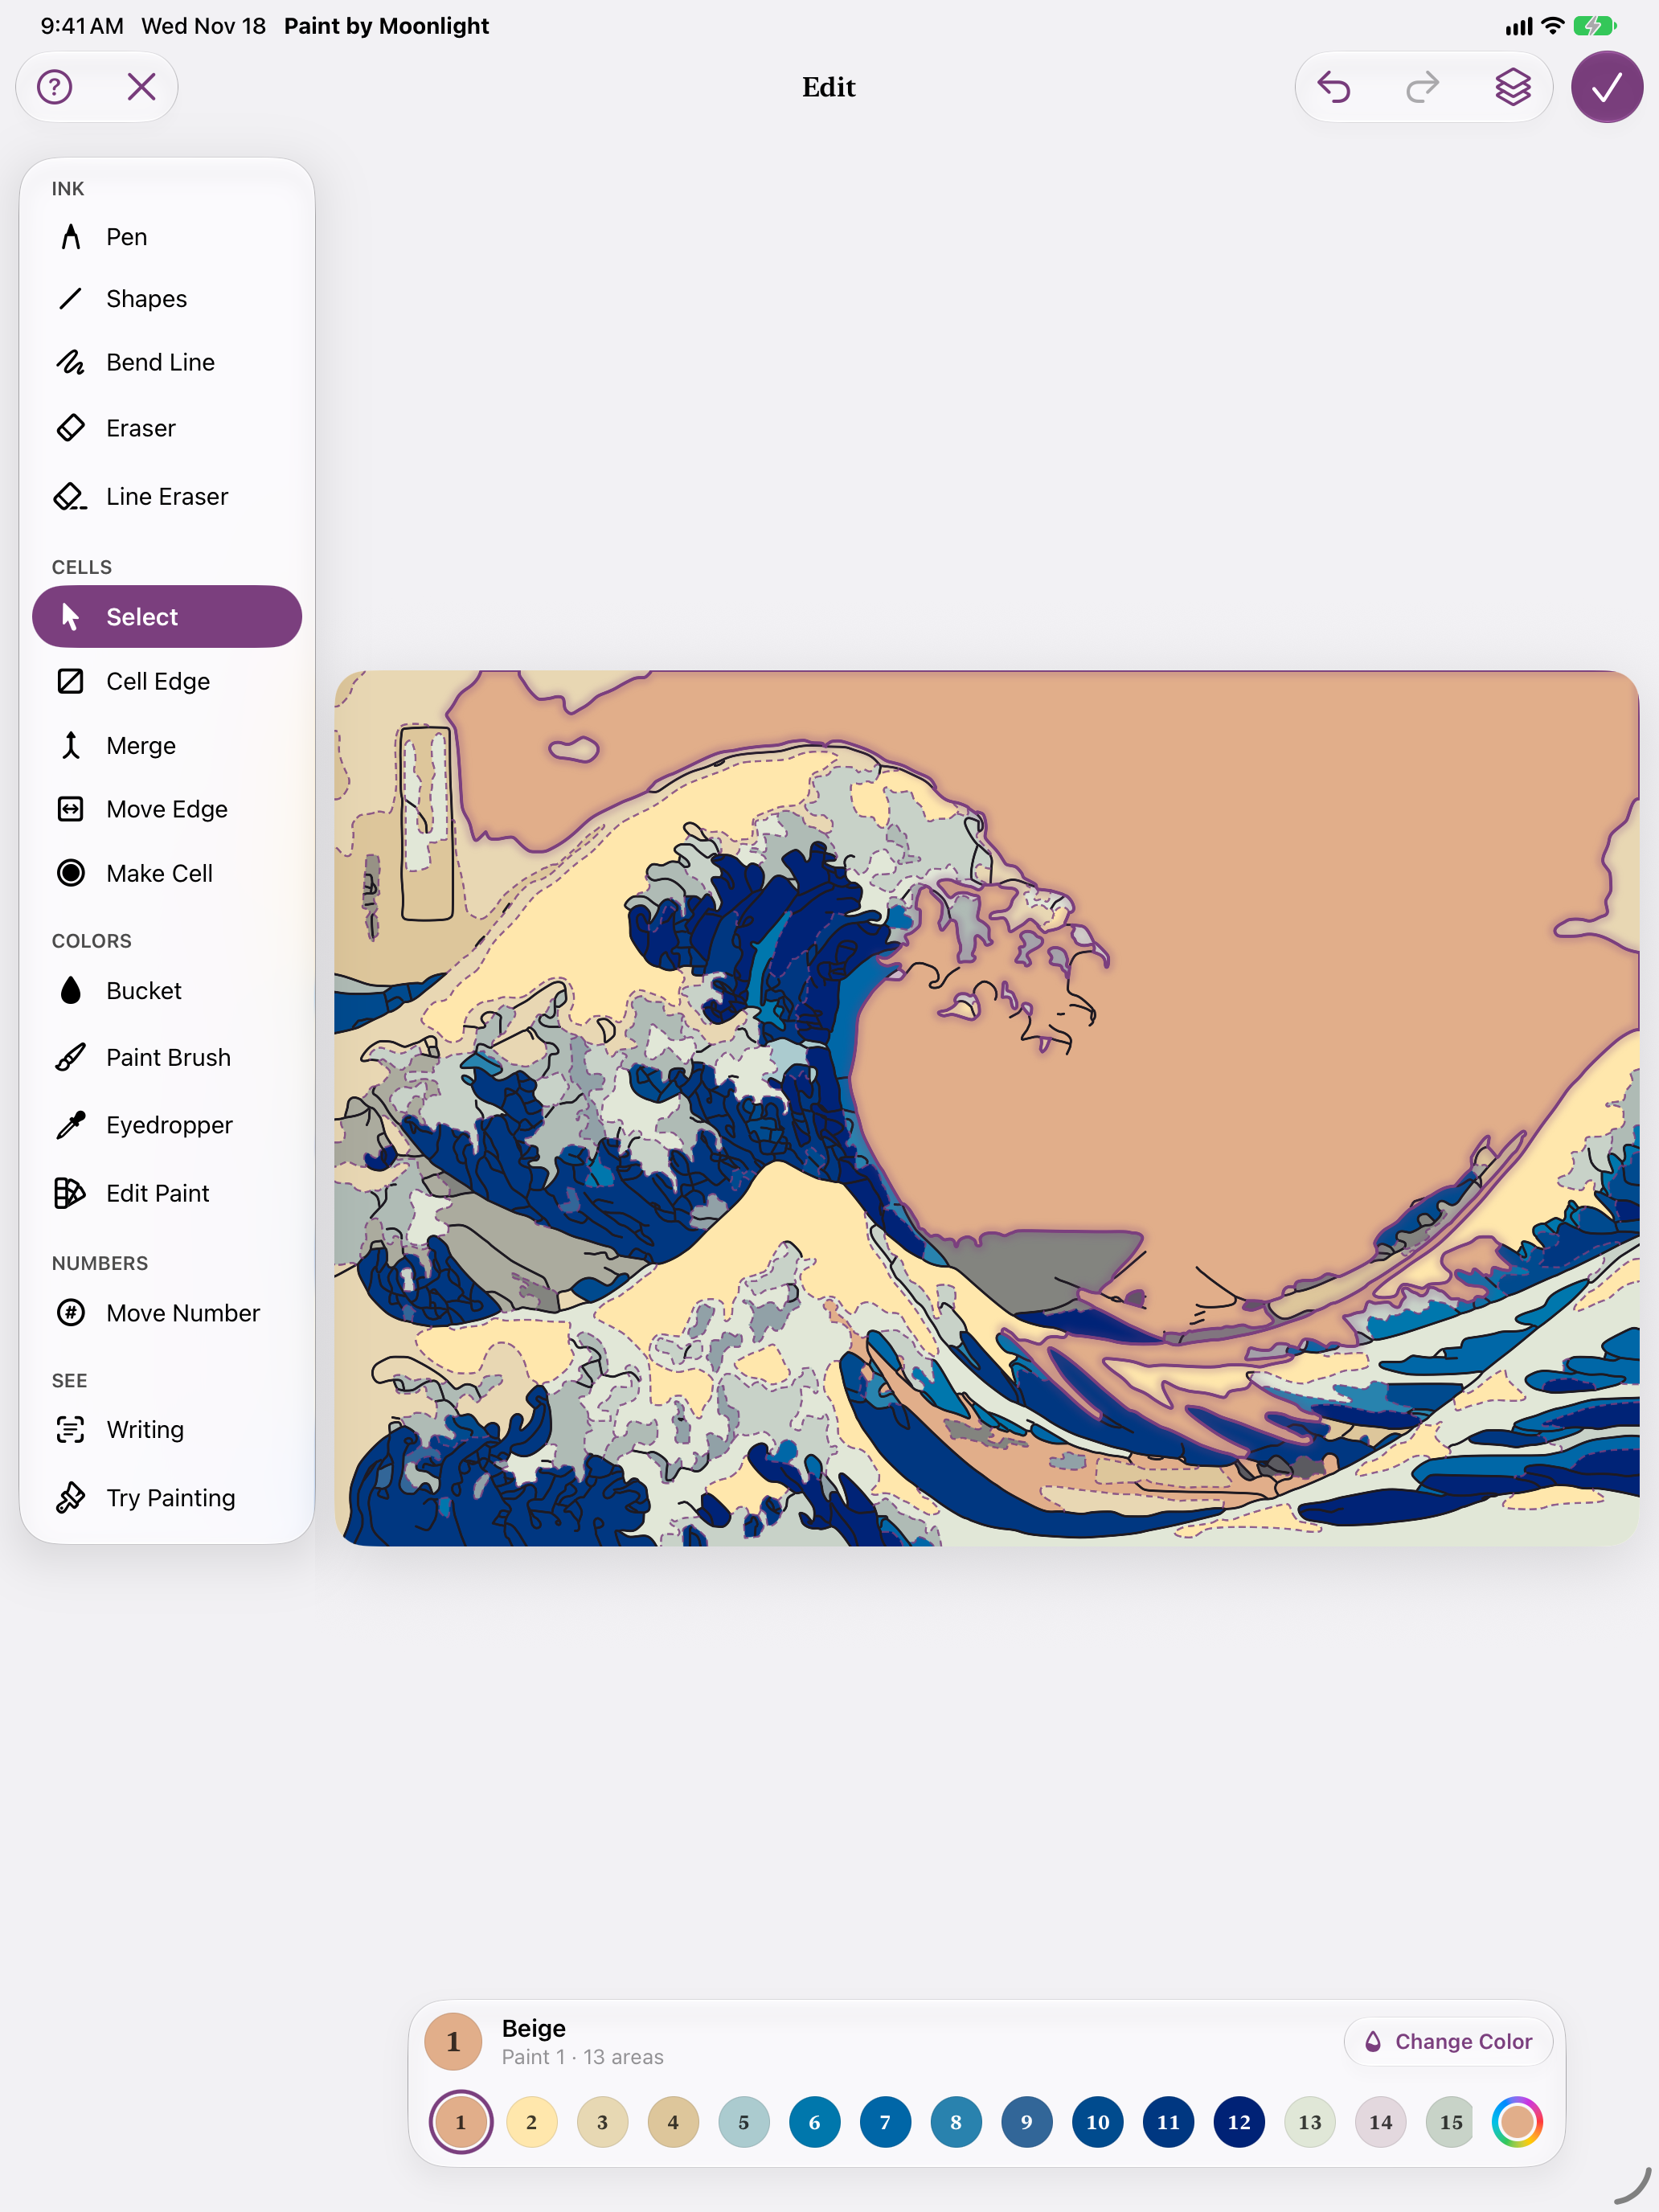 9:41 AM Wed Nov 18 Paint by Moonlight
Edit
INK
Pen
Shapes
Bend Line
Eraser
Line Eraser
CELLS
Select
Cell Edge
Merge
Move Edge
Make Cell
COLORS
Bucket
Paint Brush
Eyedropper
Edit Paint
NUMBERS
# Move Number
SEE
Writing
Try Painting
1 Beige
Paint 1 · 13 areas
Change Color
1 2 3 4 5 6 7 8 9 10 11 12 13 14 15